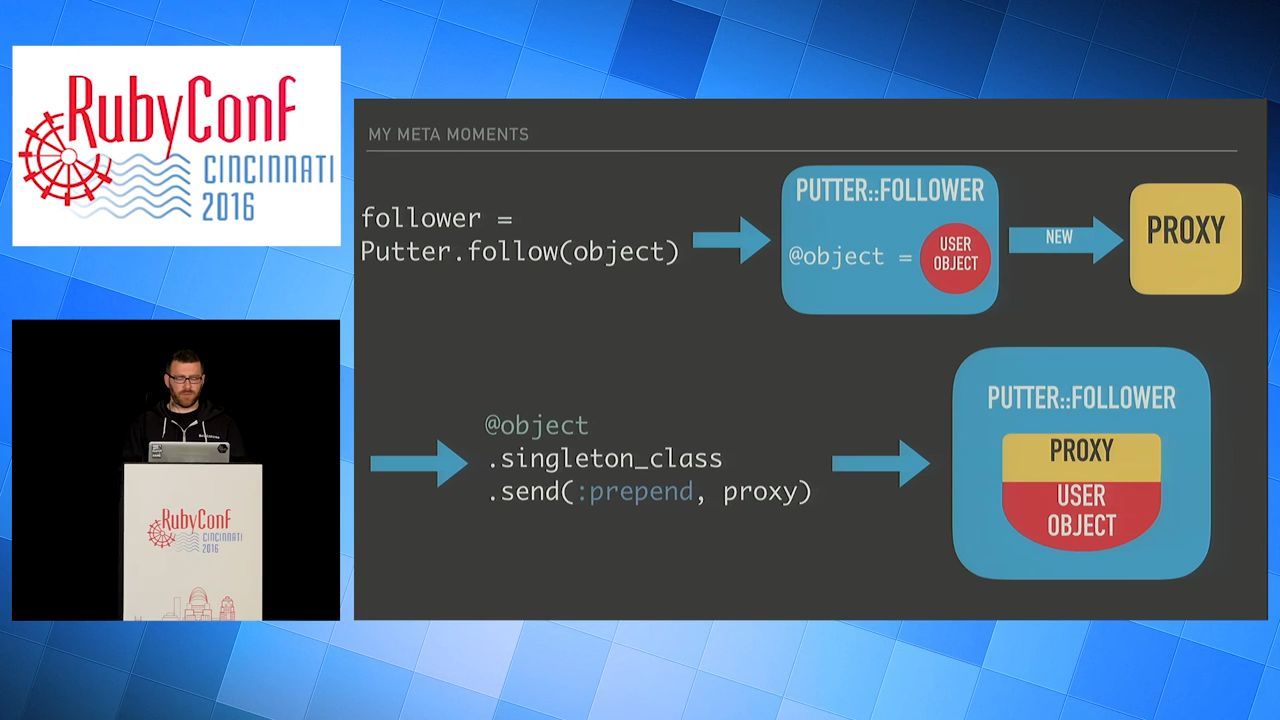 RubyConf
CINCINNATI
2016
MY META MOMENTS
follower =
Putter.follow(object)
PUTTER::FOLLOWER
@object =
USER
OBJECT
NEW
PROXY
@object
.singleton_class
.send(:prepend, proxy)
PUTTER::FOLLOWER
PROXY
USER
OBJECT
RubyConf
CINCINNATI
2016